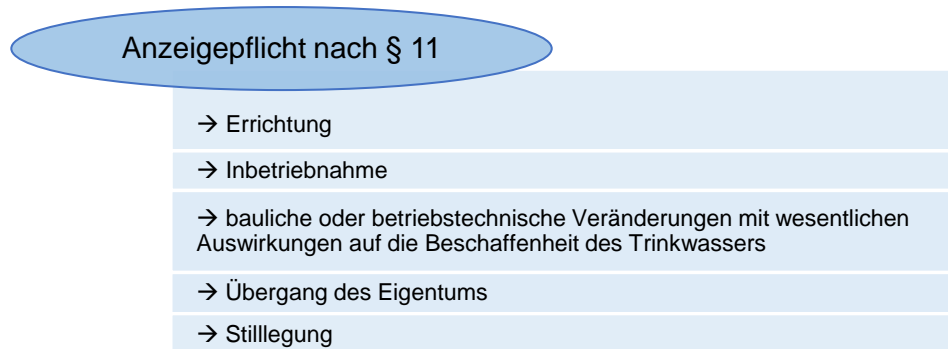 Anzeigepflicht nach § 11
→ Errichtung
→ Inbetriebnahme
→ bauliche oder betriebstechnische Veränderungen mit wesentlichen
Auswirkungen auf die Beschaffenheit des Trinkwassers
→ Übergang des Eigentums
→ Stilllegung